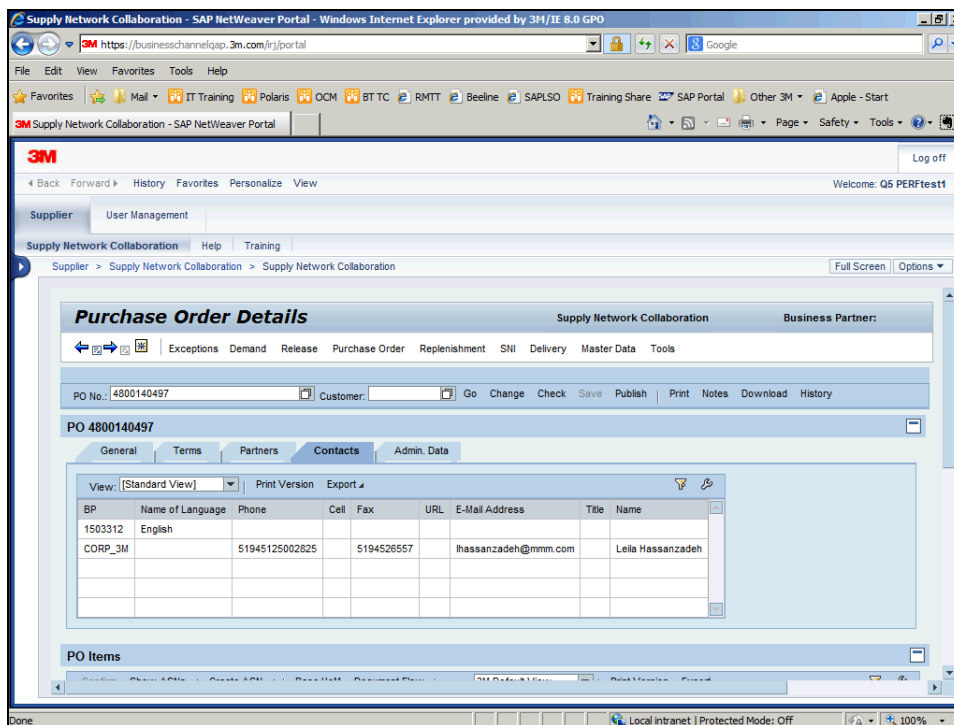 Supply Network Collaboration - SAP NetWeaver Portal - Windows Internet Explorer provided by 3M/IE 8.0 GPO
3M https://businesschannelqap.3m.com/irj/portal
Google
File Edit View Favorites Tools Help
Favorites Mail IT Training Polaris OCM BT TC RMTT Beeline SAPLSO Training Share SAP Portal Other 3M Apple - Start
3M Supply Network Collaboration - SAP NetWeaver Portal
Page Safety Tools
3M
Log off
Back Forward History Favorites Personalize View
Welcome: Q5 PERFtest1
Supplier User Management
Supply Network Collaboration Help Training
Supplier > Supply Network Collaboration > Supply Network Collaboration
Full Screen Options
Purchase Order Details
Supply Network Collaboration Business Partner:
Exceptions Demand Release Purchase Order Replenishment SNI Delivery Master Data Tools
PO No.: 4800140497 Customer: Go Change Check Save Publish Print Notes Download History
PO 4800140497
General Terms Partners Contacts Admin. Data
View: [Standard View] Print Version Export
BP Name of Language Phone Cell Fax URL E-Mail Address Title Name
1503312 English
CORP_3M 51945125002825 5194526557 lhassanzadeh@mmm.com Leila Hassanzadeh
PO Items
Done
Local intranet | Protected Mode: Off
100%